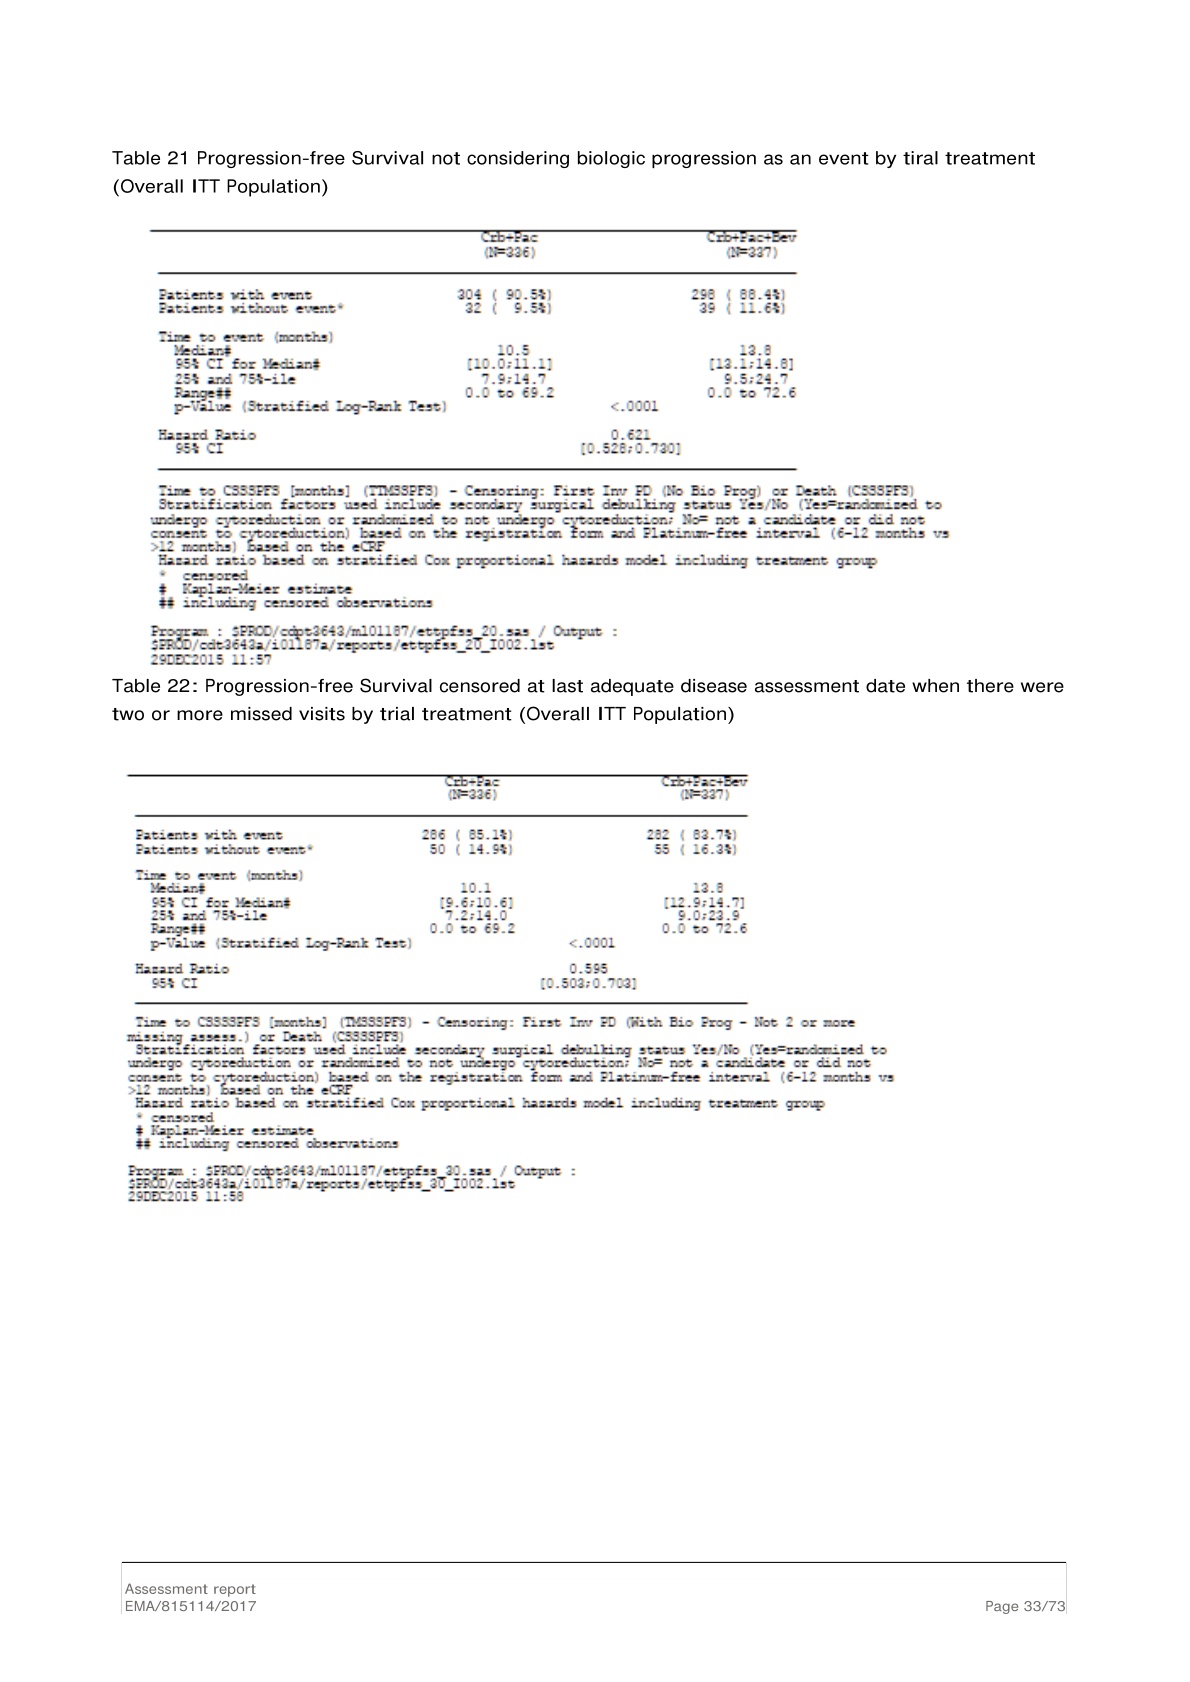 Table 21 Progression-free Survival not considering biologic progression as an event by tiral treatment
(Overall ITT Population)
Crb+Pac Crb+Pac+Bev
(N=336) (N=337)
Patients with event 304 ( 90.5%) 298 ( 88.4%)
Patients without event* 32 ( 9.5%) 39 ( 11.6%)
Time to event (months)
Median# 10.5 13.8
95% CI for Median# [10.0;11.1] [13.1;14.8]
25% and 75%-ile 7.9;14.7 9.5;24.7
Range## 0.0 to 69.2 0.0 to 72.6
p-Value (Stratified Log-Rank Test) <.0001
Hazard Ratio 0.621
95% CI [0.528;0.730]
Time to CSSSPFS [months] (TTMSSPFS) - Censoring: First Inv PD (No Bio Prog) or Death (CSSSPFS)
Stratification factors used include secondary surgical debulking status Yes/No (Yes=randomized to
undergo cytoreduction or randomized to not undergo cytoreduction; No= not a candidate or did not
consent to cytoreduction) based on the registration form and Platinum-free interval (6-12 months vs
>12 months) based on the eCRF
Hazard ratio based on stratified Cox proportional hazards model including treatment group
* censored
# Kaplan-Meier estimate
## including censored observations
Program : $PROD/cdpt3643/ml01187/ettpfss_20.sas / Output :
$PROD/cdt3643a/i01187a/reports/ettpfss_20_I002.lst
29DEC2015 11:57
Table 22: Progression-free Survival censored at last adequate disease assessment date when there were
two or more missed visits by trial treatment (Overall ITT Population)
Crb+Pac Crb+Pac+Bev
(N=336) (N=337)
Patients with event 286 ( 85.1%) 282 ( 83.7%)
Patients without event* 50 ( 14.9%) 55 ( 16.3%)
Time to event (months)
Median# 10.1 13.8
95% CI for Median# [9.6;10.6] [12.9;14.7]
25% and 75%-ile 7.2;14.0 9.0;23.9
Range## 0.0 to 69.2 0.0 to 72.6
p-Value (Stratified Log-Rank Test) <.0001
Hazard Ratio 0.595
95% CI [0.503;0.703]
Time to CSSSSPFS [months] (TMSSSPFS) - Censoring: First Inv PD (With Bio Prog - Not 2 or more
missing assess.) or Death (CSSSSPFS)
Stratification factors used include secondary surgical debulking status Yes/No (Yes=randomized to
undergo cytoreduction or randomized to not undergo cytoreduction; No= not a candidate or did not
consent to cytoreduction) based on the registration form and Platinum-free interval (6-12 months vs
>12 months) based on the eCRF
Hazard ratio based on stratified Cox proportional hazards model including treatment group
* censored
# Kaplan-Meier estimate
## including censored observations
Program : $PROD/cdpt3643/ml01187/ettpfss_30.sas / Output :
$PROD/cdt3643a/i01187a/reports/ettpfss_30_I002.lst
29DEC2015 11:58
Assessment report
EMA/815114/2017 Page 33/73